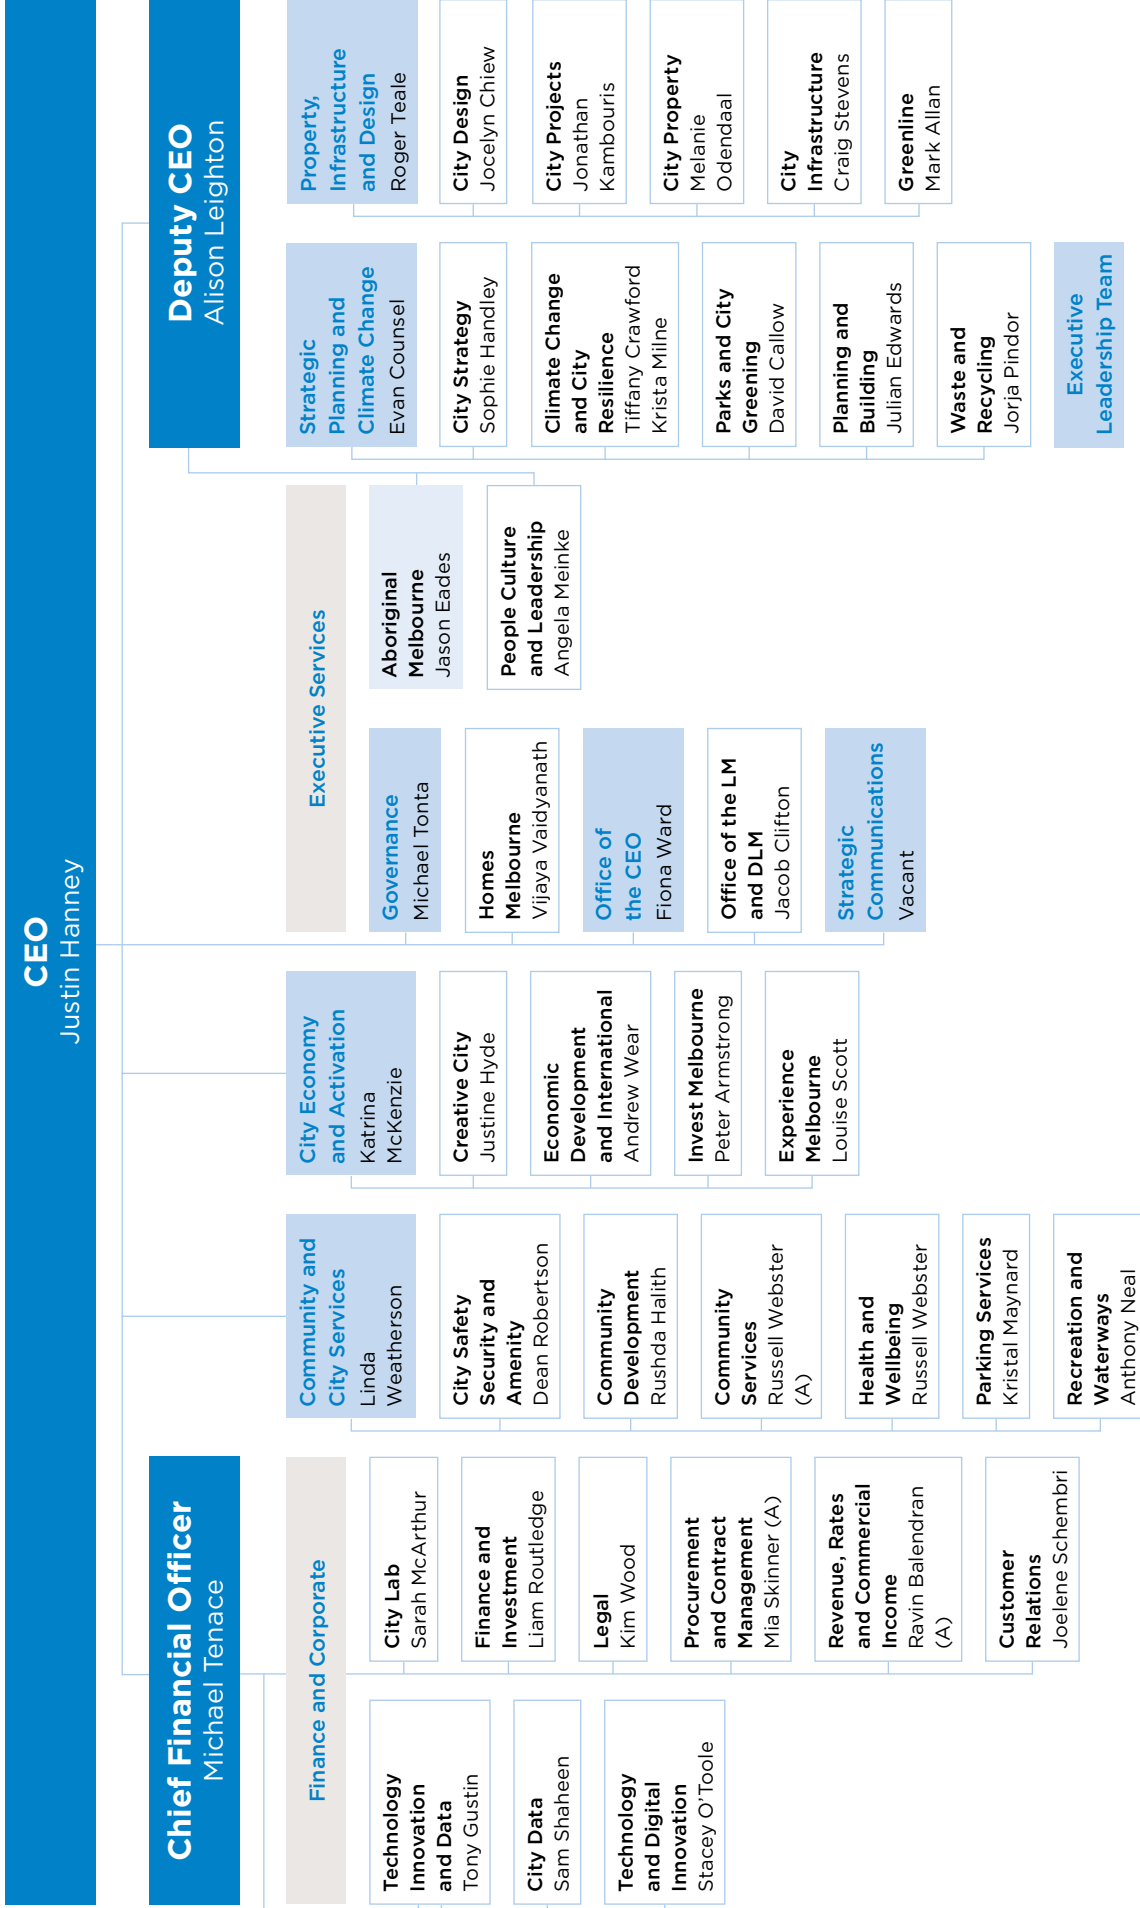 CEO
Justin Hanney
Chief Financial Officer
Michael Tenace
Deputy CEO
Alison Leighton
Finance and Corporate
Technology
Innovation
and Data
Tony Gustin
City Data
Sam Shaheen
Technology
and Digital
Innovation
Stacey O'Toole
City Lab
Sarah McArthur
Finance and
Investment
Liam Routledge
Legal
Kim Wood
Procurement
and Contract
Management
Mia Skinner (A)
Revenue, Rates
and Commercial
Income
Ravin Balendran
(A)
Customer
Relations
Joelene Schembri
Community and
City Services
Linda
Weatherson
City Safety
Security and
Amenity
Dean Robertson
Community
Development
Rushda Halith
Community
Services
Russell Webster
(A)
Health and
Wellbeing
Russell Webster
Parking Services
Kristal Maynard
Recreation and
Waterways
Anthony Neal
City Economy
and Activation
Katrina
McKenzie
Creative City
Justine Hyde
Economic
Development
and International
Andrew Wear
Invest Melbourne
Peter Armstrong
Experience
Melbourne
Louise Scott
Executive Services
Governance
Michael Tonta
Homes
Melbourne
Vijaya Vaidyanath
Office of
the CEO
Fiona Ward
Office of the LM
and DLM
Jacob Clifton
Strategic
Communications
Vacant
Aboriginal
Melbourne
Jason Eades
People Culture
and Leadership
Angela Meinke
Strategic
Planning and
Climate Change
Evan Counsel
City Strategy
Sophie Handley
Climate Change
and City
Resilience
Tiffany Crawford
Krista Milne
Parks and City
Greening
David Callow
Planning and
Building
Julian Edwards
Waste and
Recycling
Jorja Pindor
Property,
Infrastructure
and Design
Roger Teale
City Design
Jocelyn Chiew
City Projects
Jonathan
Kambouris
City Property
Melanie
Odendaal
City
Infrastructure
Craig Stevens
Greenline
Mark Allan
Executive
Leadership Team